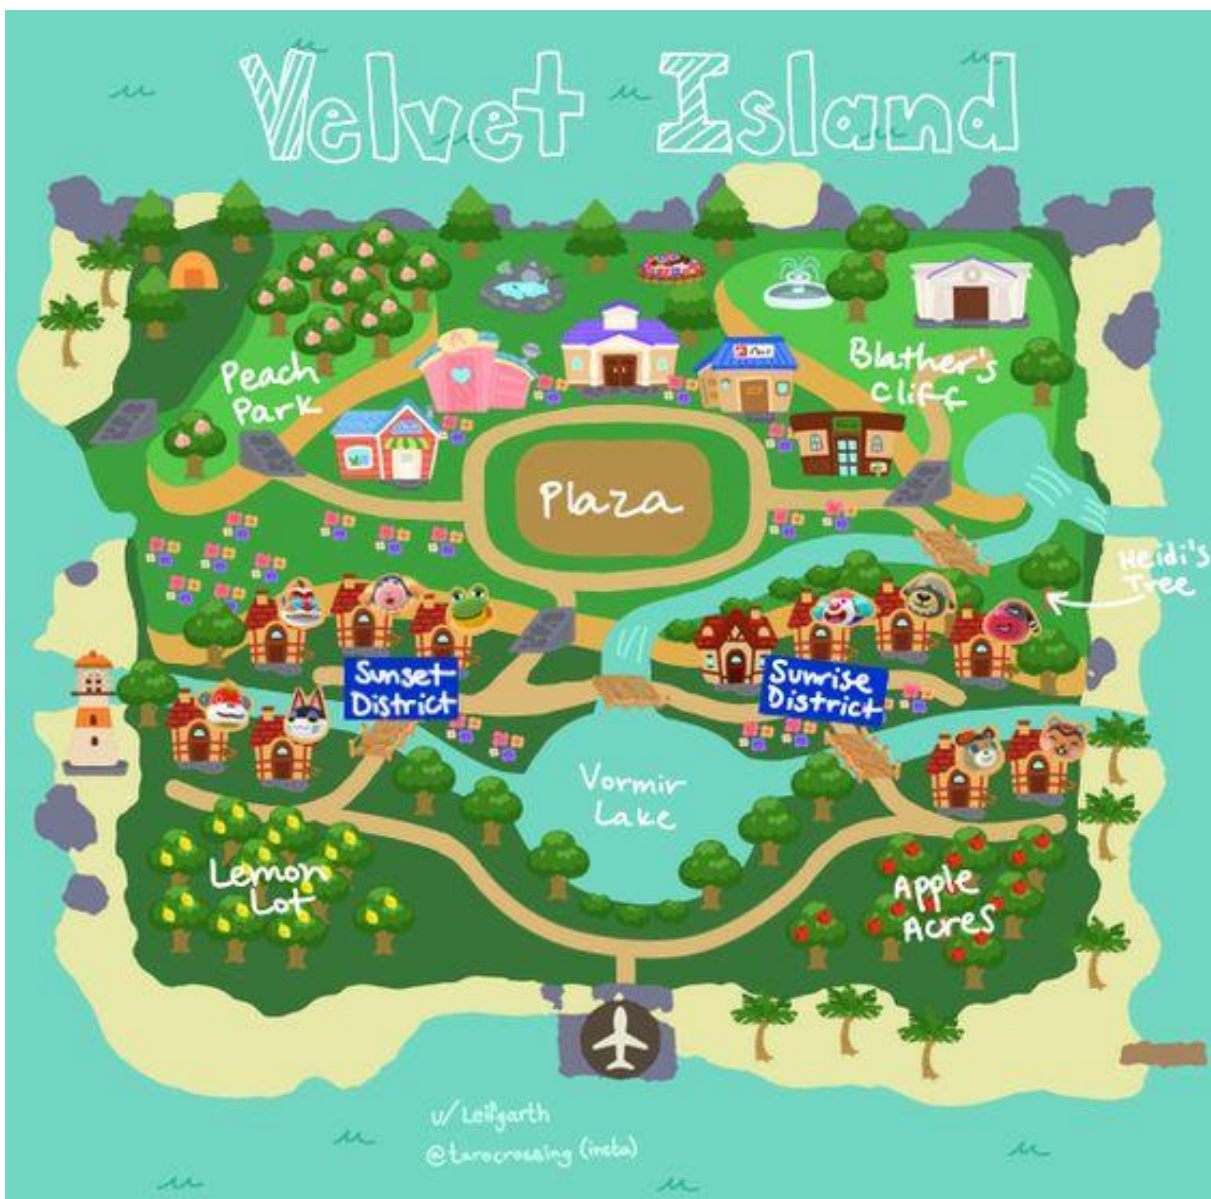 Velvet Island
Peach
Park
Blather's
Cliff
Plaza
Heidi's
Tree
Sunset
District
Sunrise
District
Vormir
Lake
Lemon
Lot
Apple
Acres
u/Leifgarth
@tarocrossing (insta)